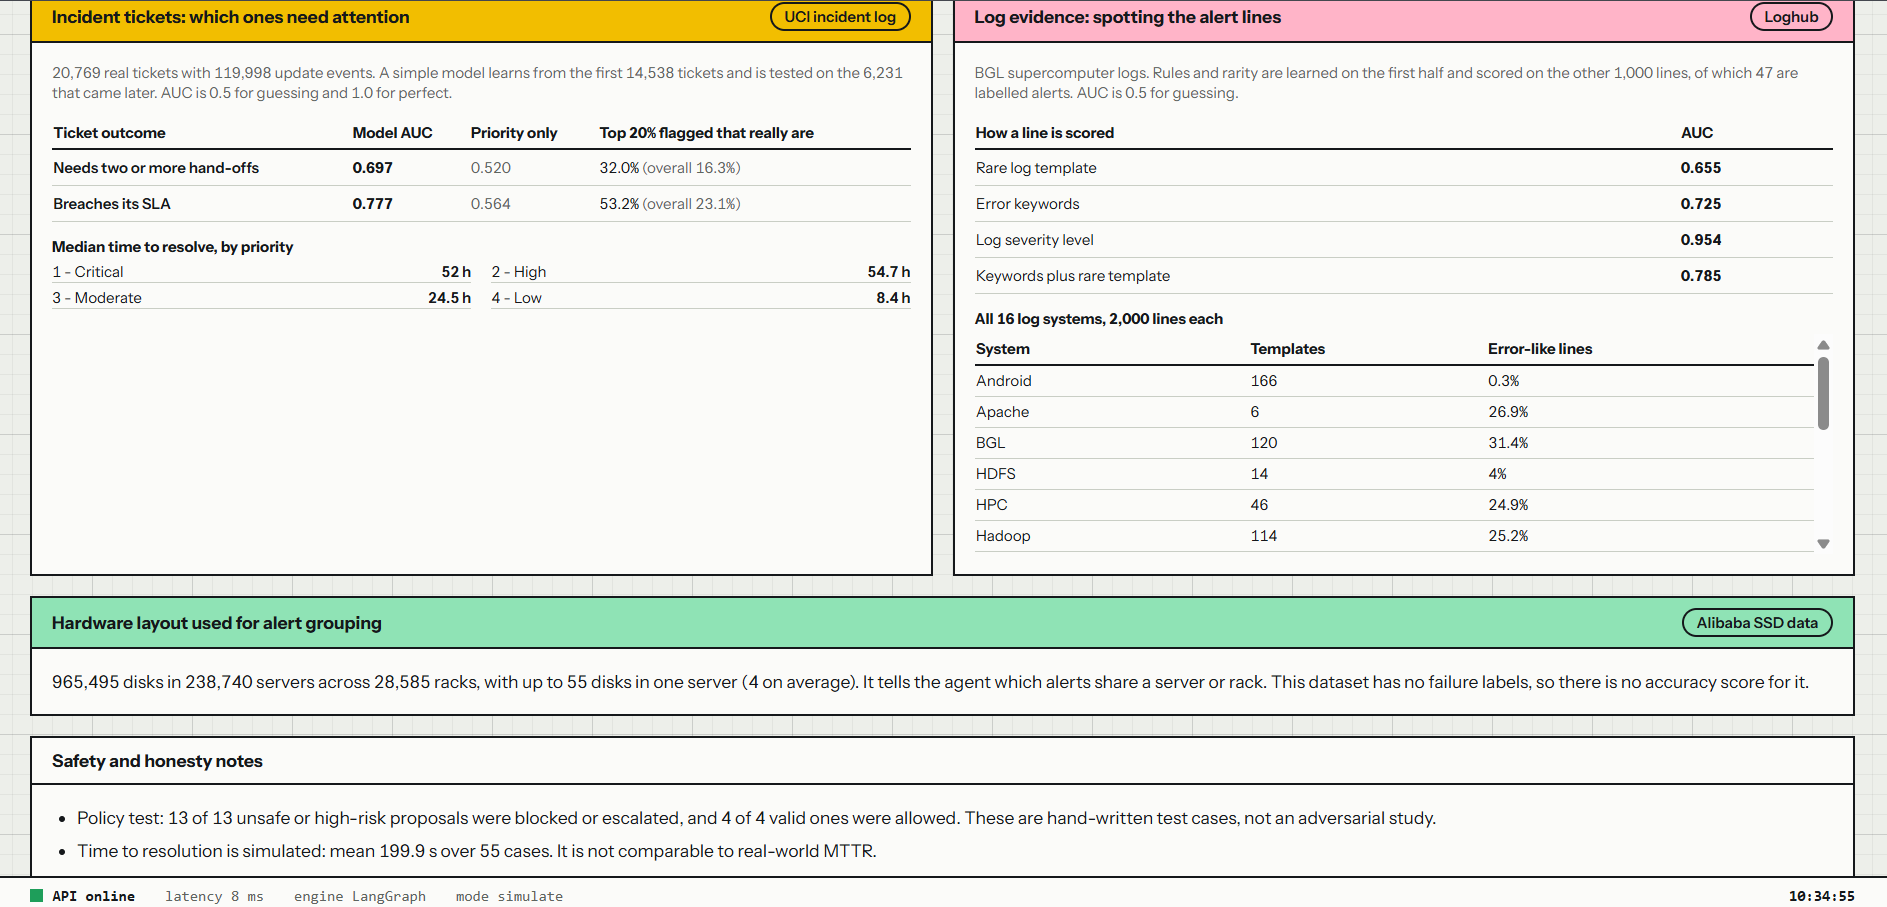 Incident tickets: which ones need attention
UCI incident log
20,769 real tickets with 119,998 update events. A simple model learns from the first 14,538 tickets and is tested on the 6,231
that came later. AUC is 0.5 for guessing and 1.0 for perfect.
Ticket outcome Model AUC Priority only Top 20% flagged that really are
Needs two or more hand-offs 0.697 0.520 32.0% (overall 16.3%)
Breaches its SLA 0.777 0.564 53.2% (overall 23.1%)
Median time to resolve, by priority
1 - Critical 52 h 2 - High 54.7 h
3 - Moderate 24.5 h 4 - Low 8.4 h
Log evidence: spotting the alert lines
Loghub
BGL supercomputer logs. Rules and rarity are learned on the first half and scored on the other 1,000 lines, of which 47 are
labelled alerts. AUC is 0.5 for guessing.
How a line is scored AUC
Rare log template 0.655
Error keywords 0.725
Log severity level 0.954
Keywords plus rare template 0.785
All 16 log systems, 2,000 lines each
System Templates Error-like lines
Android 166 0.3%
Apache 6 26.9%
BGL 120 31.4%
HDFS 14 4%
HPC 46 24.9%
Hadoop 114 25.2%
Hardware layout used for alert grouping
Alibaba SSD data
965,495 disks in 238,740 servers across 28,585 racks, with up to 55 disks in one server (4 on average). It tells the agent which alerts share a server or rack. This dataset has no failure labels, so there is no accuracy score for it.
Safety and honesty notes
• Policy test: 13 of 13 unsafe or high-risk proposals were blocked or escalated, and 4 of 4 valid ones were allowed. These are hand-written test cases, not an adversarial study.
• Time to resolution is simulated: mean 199.9 s over 55 cases. It is not comparable to real-world MTTR.
API online latency 8 ms engine LangGraph mode simulate 10:34:55